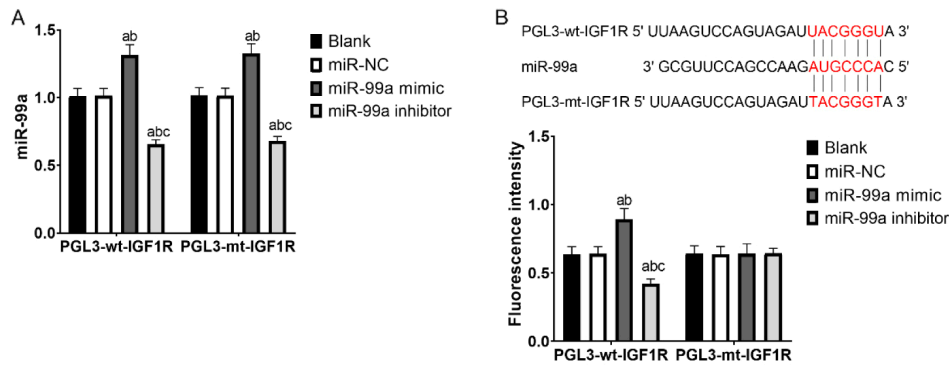 A
miR-99a
1.5
1.0
0.5
0.0
ab
abc
ab
abc
PGL3-wt-IGF1R
PGL3-mt-IGF1R
Blank
miR-NC
miR-99a mimic
miR-99a inhibitor
B
PGL3-wt-IGF1R 5' UUAAGUCCAGUAGAUUACGGGUA 3'
miR-99a 3' GCGUUCCAGCCAAGAUGCCCAC 5'
PGL3-mt-IGF1R 5' UUAAGUCCAGUAGAUTACGGGTA 3'
Fluorescence intensity
1.5
1.0
0.5
0.0
ab
abc
PGL3-wt-IGF1R
PGL3-mt-IGF1R
Blank
miR-NC
miR-99a mimic
miR-99a inhibitor